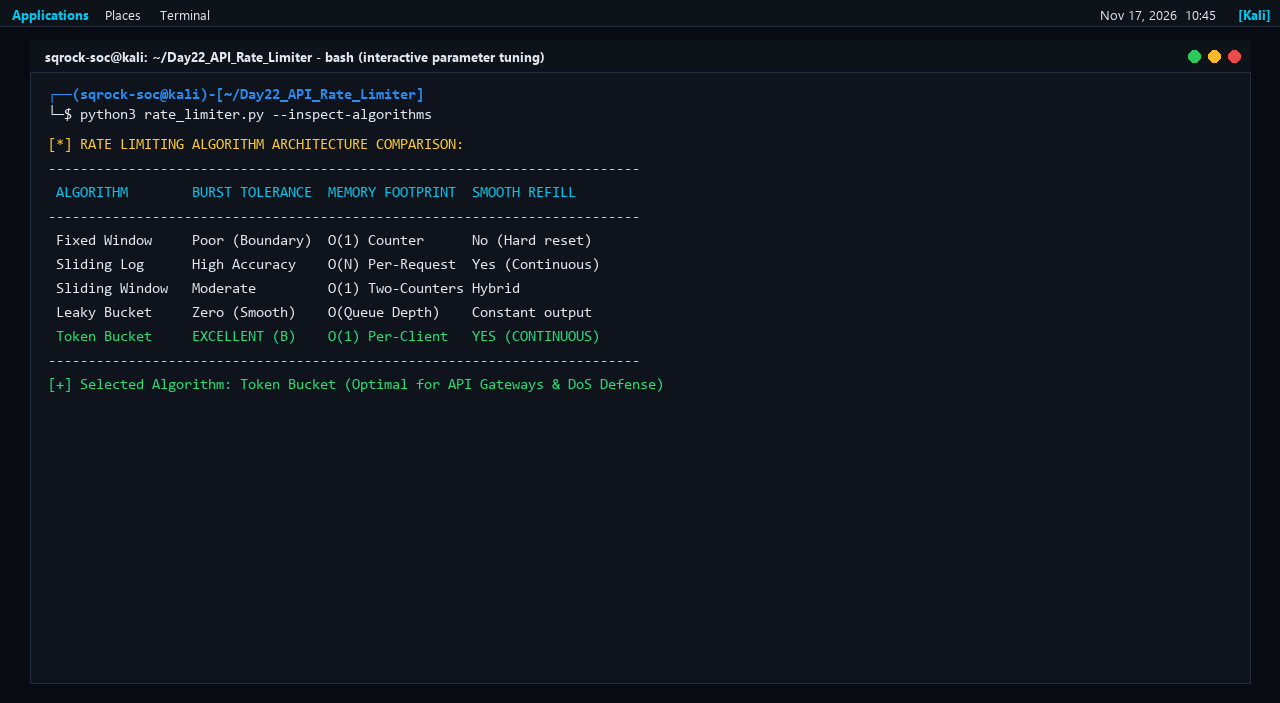 Applications Places Terminal Nov 17, 2026 10:45 [Kali]
sqrock-soc@kali: ~/Day22_API_Rate_Limiter - bash (interactive parameter tuning)
┌──(sqrock-soc@kali)-[~/Day22_API_Rate_Limiter]
└─$ python3 rate_limiter.py --inspect-algorithms
[*] RATE LIMITING ALGORITHM ARCHITECTURE COMPARISON:
--------------------------------------------------------------------------
ALGORITHM        BURST TOLERANCE  MEMORY FOOTPRINT  SMOOTH REFILL
--------------------------------------------------------------------------
Fixed Window     Poor (Boundary)  O(1) Counter      No (Hard reset)
Sliding Log      High Accuracy    O(N) Per-Request  Yes (Continuous)
Sliding Window   Moderate         O(1) Two-Counters Hybrid
Leaky Bucket     Zero (Smooth)    O(Queue Depth)    Constant output
Token Bucket     EXCELLENT (B)    O(1) Per-Client   YES (CONTINUOUS)
--------------------------------------------------------------------------
[+] Selected Algorithm: Token Bucket (Optimal for API Gateways & DoS Defense)